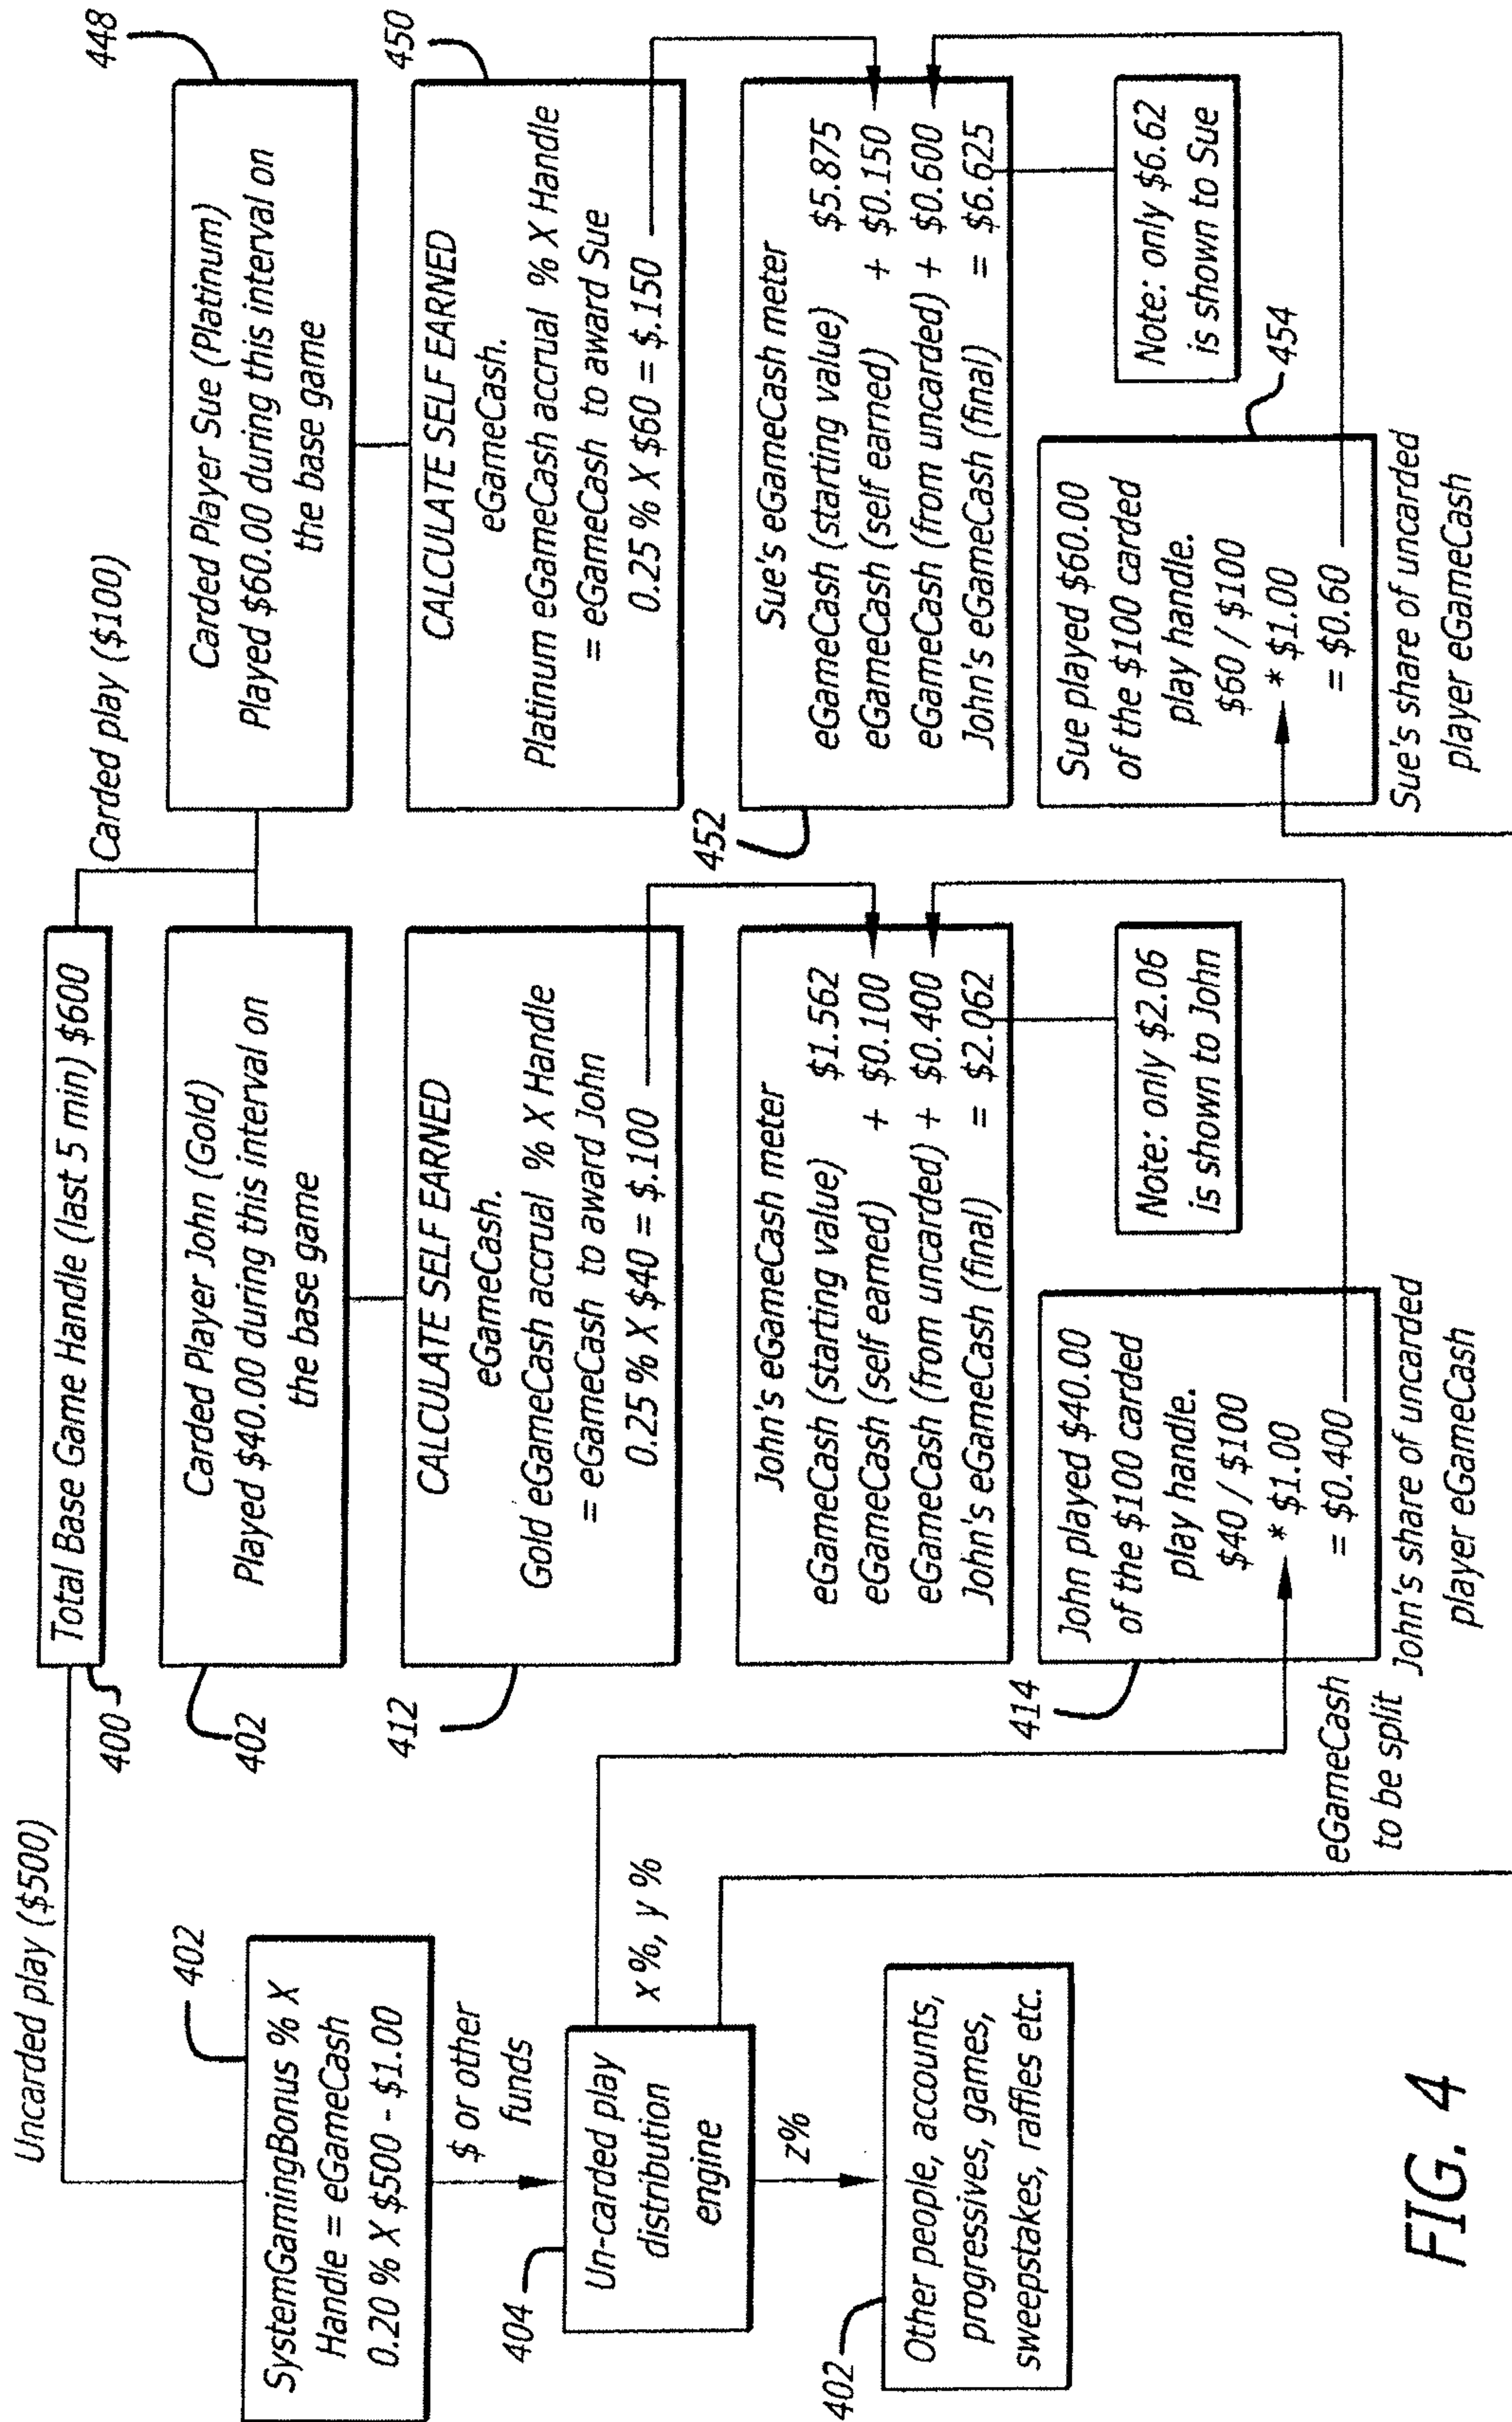 Total Base Game Handle (last 5 min) $600
400
Uncarded play ($500)
Carded play ($100)
402
SystemGamingBonus % X
Handle = eGameCash
0.20 % X $500 - $1.00
$ or other
funds
404
Un-carded play
distribution
engine
x%, y %
z%
402
Other people, accounts,
progressives, games,
sweepstakes, raffles etc.
402
Carded Player John (Gold)
Played $40.00 during this interval on
the base game
412
CALCULATE SELF EARNED
eGameCash.
Gold eGameCash accrual % X Handle
= eGameCash to award John
0.25 % X $40 = $.100
John's eGameCash meter
eGameCash (starting value) $1.562
eGameCash (self earned) + $0.100
eGameCash (from uncarded) + $0.400
John's eGameCash (final) = $2.062
Note: only $2.06
is shown to John
414
John played $40.00
of the $100 carded
play handle.
$40 / $100
* $1.00
= $0.400
eGameCash
to be split
John's share of uncarded
player eGameCash
448
Carded Player Sue (Platinum)
Played $60.00 during this interval on
the base game
450
CALCULATE SELF EARNED
eGameCash.
Platinum eGameCash accrual % X Handle
= eGameCash to award Sue
0.25 % X $60 = $.150
452
Sue's eGameCash meter
eGameCash (starting value) $5.875
eGameCash (self earned) + $0.150
eGameCash (from uncarded) + $0.600
John's eGameCash (final) = $6.625
Note: only $6.62
is shown to Sue
454
Sue played $60.00
of the $100 carded
play handle.
$60 / $100
* $1.00
= $0.60
Sue's share of uncarded
player eGameCash
FIG. 4